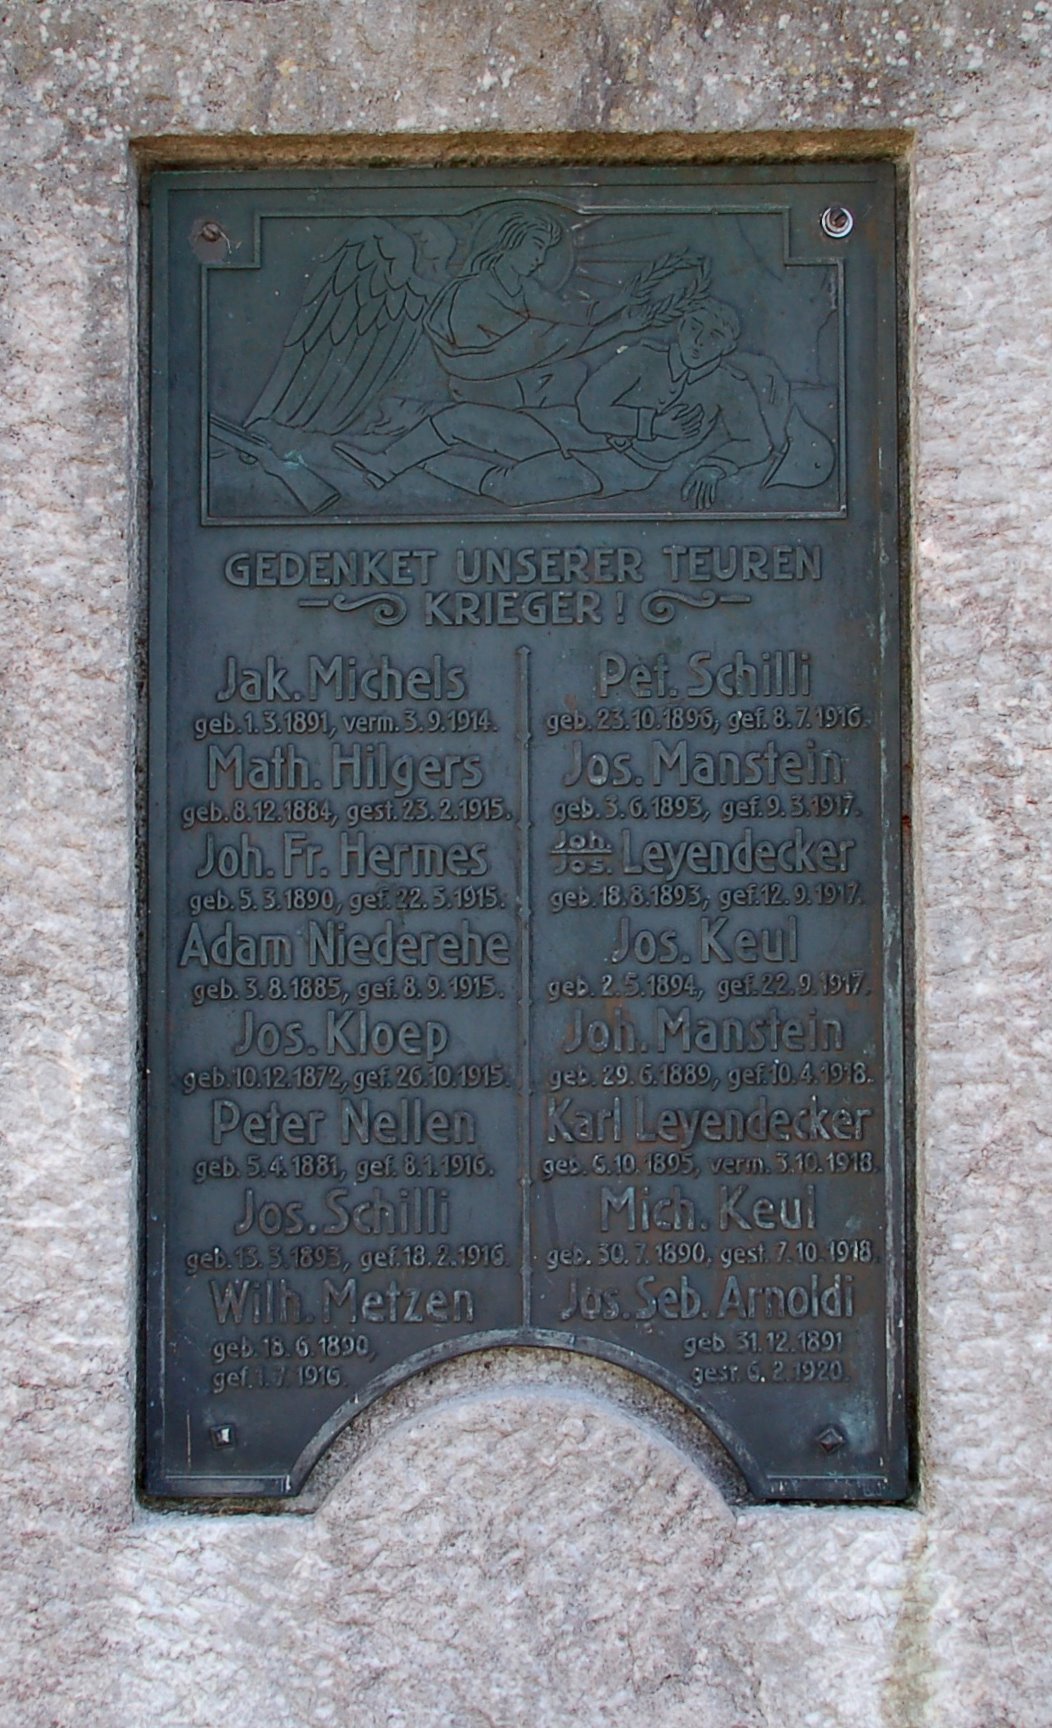 GEDENKET UNSERER TEUREN
KRIEGER!
Jak. Michels
geb. 1.3.1891, verm. 3.9.1914.
Math. Hilgers
geb. 8.12.1884, gest. 23.2.1915,
Joh. Fr. Hermes
geb. 5.3.1890, gef. 22.5.1915,
Adam Niederehe
geb. 3.8.1885, gef. 8.9.1915,
Jos. Kloep
geb. 10.12.1872, gef. 26.10.1915,
Peter Nellen
geb. 5.4.1881, gef. 8.1.1916,
Jos. Schilli
geb. 13.3.1893, gef. 18.2.1916,
Wilh. Metzen
geb. 18.6.1890,
gef. 1.7.1916,
Pet. Schilli
geb. 23.10.1896, gef. 8.7.1916,
Jos. Manstein
geb. 3.6.1893, gef. 9.3.1917,
Joh. Jos. Leyendecker
geb. 18.8.1893, gef. 12.9.1917,
Jos. Keul
geb. 2.5.1894, gef. 22.9.1917,
Joh. Manstein
geb. 29.6.1889, gef. 10.4.1918,
Karl Leyendecker
geb. 6.10.1895, verm. 3.10.1918,
Mich. Keul
geb. 30.7.1890, gest. 7.10.1918,
Jos. Seb. Arnoldi
geb. 31.12.1891
gest. 6.2.1920.